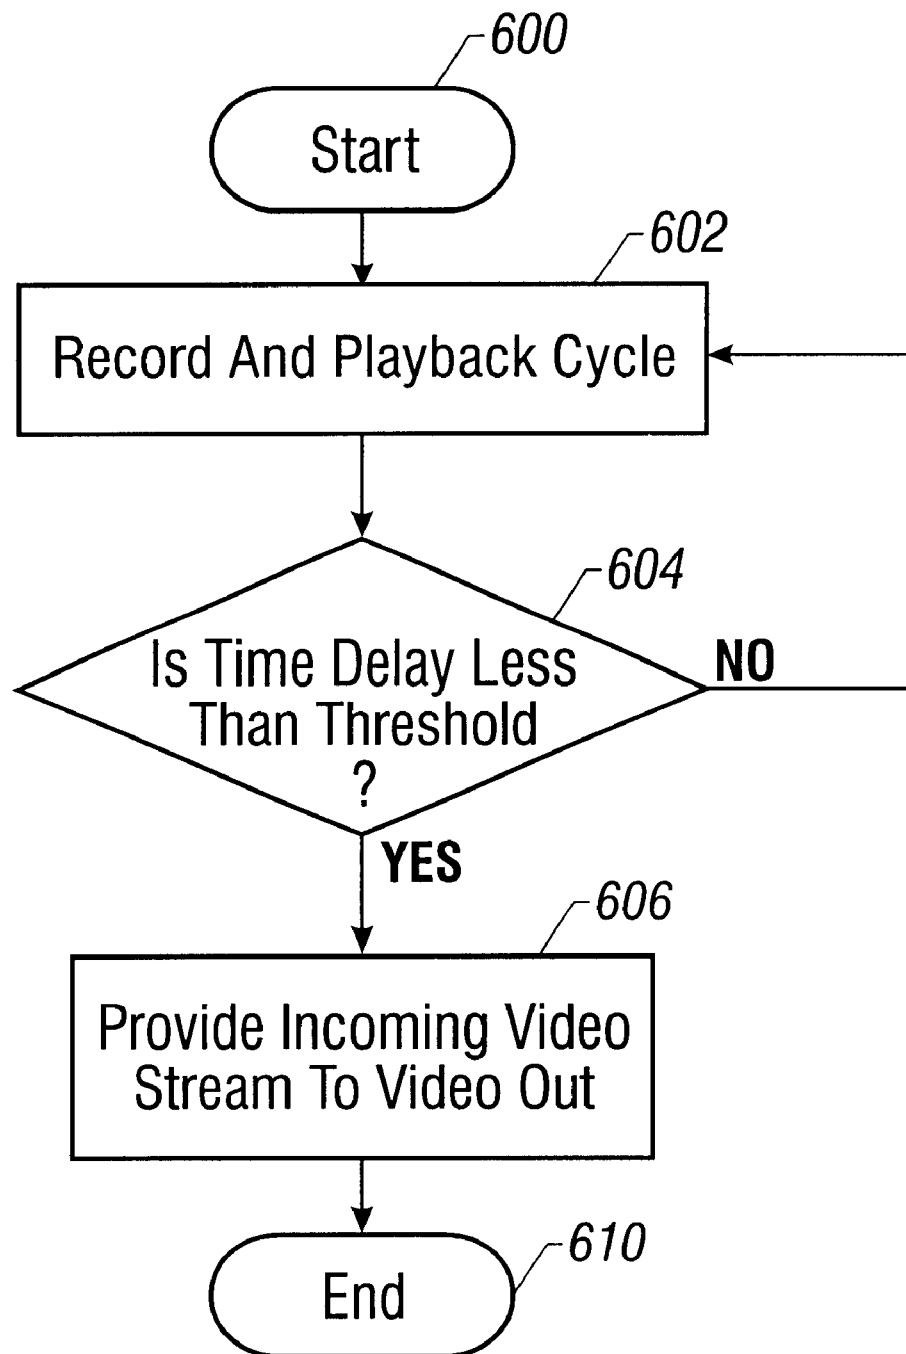 600
Start
602
Record And Playback Cycle
604
Is Time Delay Less
Than Threshold
?
NO
YES
606
Provide Incoming Video
Stream To Video Out
610
End